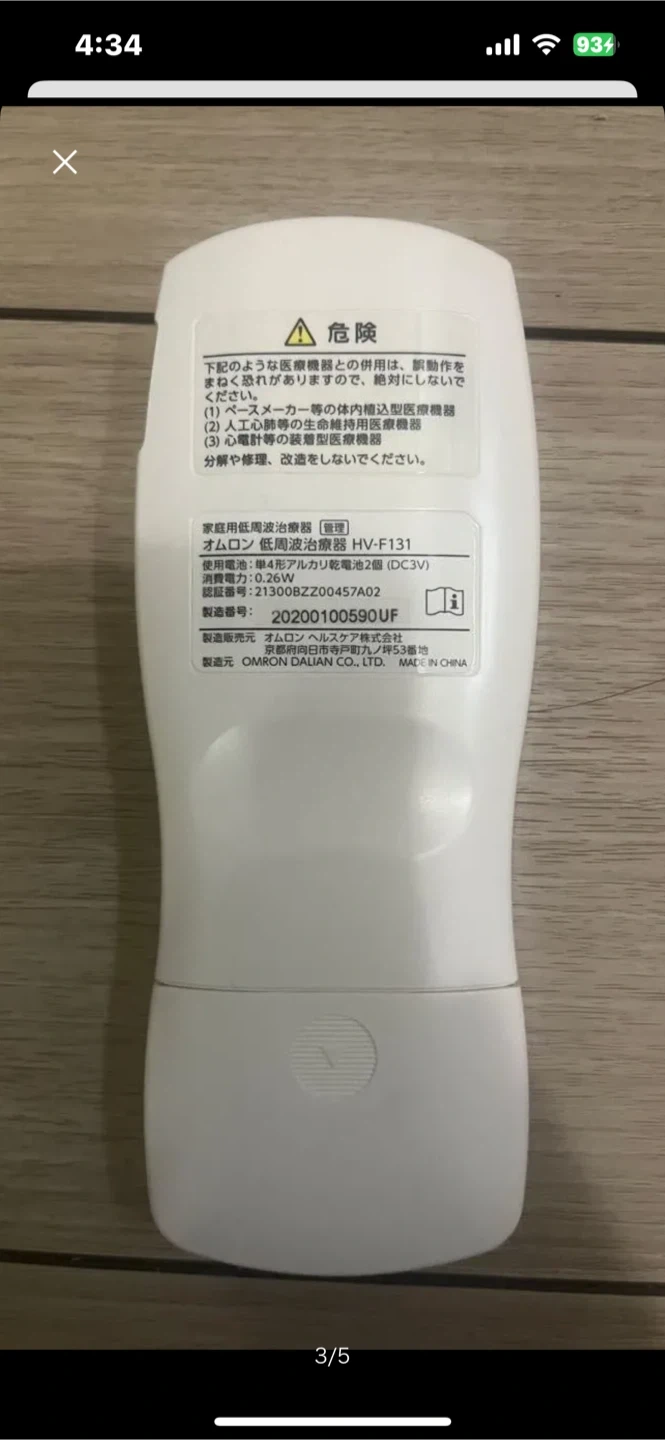 4:34
93
危険
下記のような医療機器との併用は、誤動作を
まねく恐れがありますので、絶対にしないで
ください。
(1) ペースメーカー等の体内植込型医療機器
(2) 人工心肺等の生命維持用医療機器
(3) 心電計等の装着型医療機器
分解や修理、改造をしないでください。
家庭用低周波治療器 管理
オムロン 低周波治療器 HV-F131
使用電池:単4形アルカリ乾電池2個 (DC3V)
消費電力:0.26W
認証番号:21300BZZ00457A02
製造番号: 20200100590UF
製造販売元 オムロン ヘルスケア株式会社
京都府向日市寺戸町九ノ坪53番地
製造元 OMRON DALIAN CO., LTD. MADE IN CHINA
3/5